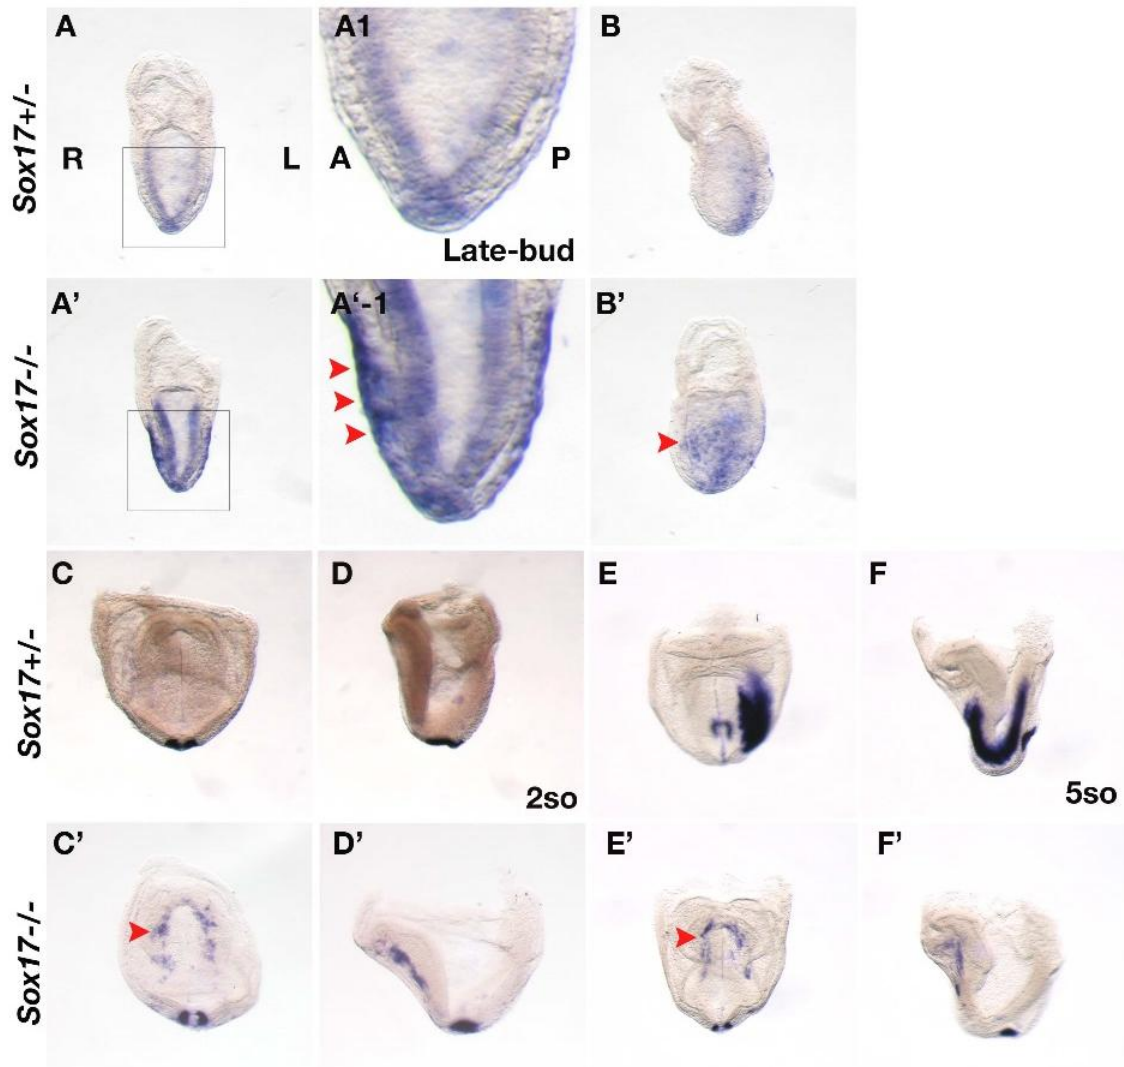 A
A1
B
Sox17+/-
R
L
A
P
Late-bud
A'
A‘-1
B'
Sox17-/-
C
D
E
F
Sox17+/-
2so
5so
C'
D'
E'
F'
Sox17-/-